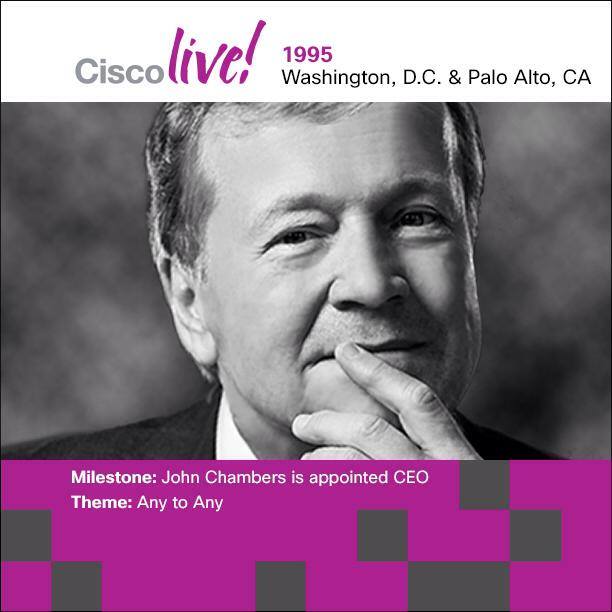 Cisco live!
1995
Washington, D.C. & Palo Alto, CA
Milestone: John Chambers is appointed CEO
Theme: Any to Any